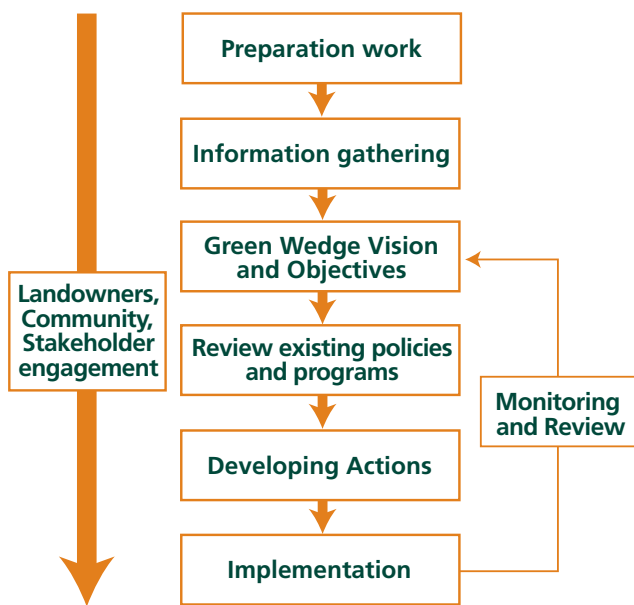 Preparation work
Information gathering
Green Wedge Vision
and Objectives
Landowners,
Community,
Stakeholder
engagement
Review existing policies
and programs
Monitoring
and Review
Developing Actions
Implementation